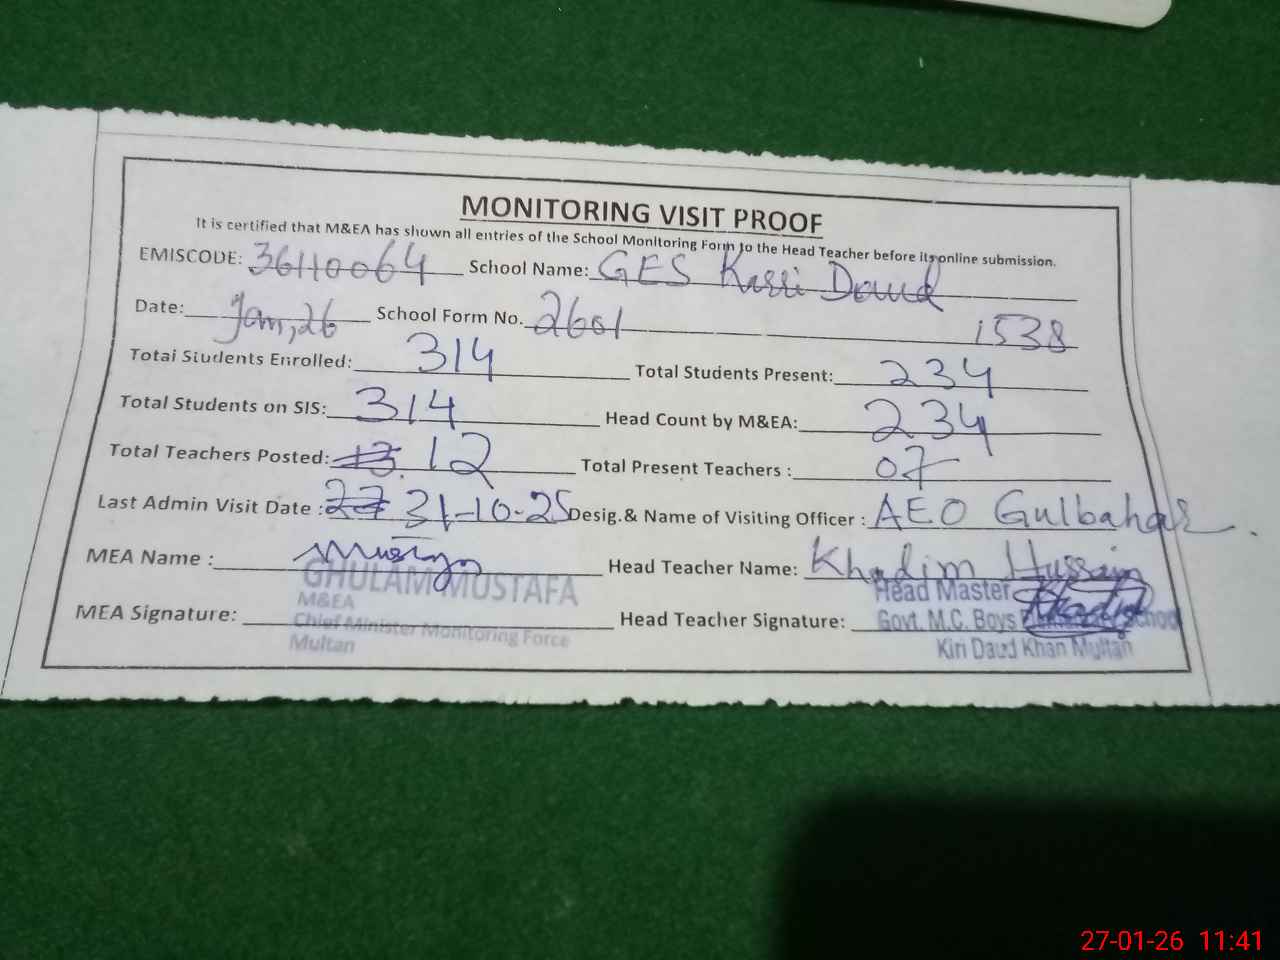 MONITORING VISIT PROOF
It is certified that M&EA has shown all entries of the School Monitoring Form to the Head Teacher before its online submission.
EMISCODE: 36110064 School Name: GES Kirri Daud
Date: Jan,26 School Form No. 2601 1538
Total Students Enrolled: 314 Total Students Present: 234
Total Students on SIS: 314 Head Count by M&EA: 234
Total Teachers Posted: 13 12 Total Present Teachers : 07
Last Admin Visit Date : 27 31-10-25 Desig.& Name of Visiting Officer : AEO Gulbahar
MEA Name : Head Teacher Name: Khadim Hussain
GHULAM MUSTAFA
M&EA
Chief Minister Monitoring Force
Multan
Head Master
MEA Signature: Head Teacher Signature:
Govt. M.C. Boys School
Kiri Daud Khan Multan
27-01-26 11:41